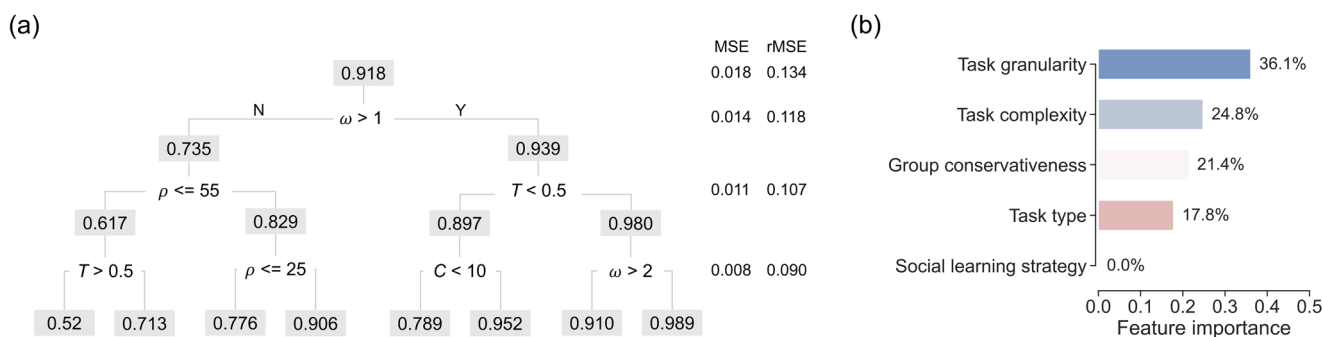 (a)
MSE rMSE
0.918 0.018 0.134
N Y
ω > 1 0.014 0.118
0.735 0.939
ρ <= 55 T < 0.5 0.011 0.107
0.617 0.829 0.897 0.980
T > 0.5 ρ <= 25 C < 10 ω > 2 0.008 0.090
0.52 0.713 0.776 0.906 0.789 0.952 0.910 0.989
(b)
Task granularity 36.1%
Task complexity 24.8%
Group conservativeness 21.4%
Task type 17.8%
Social learning strategy 0.0%
0.0 0.1 0.2 0.3 0.4 0.5
Feature importance